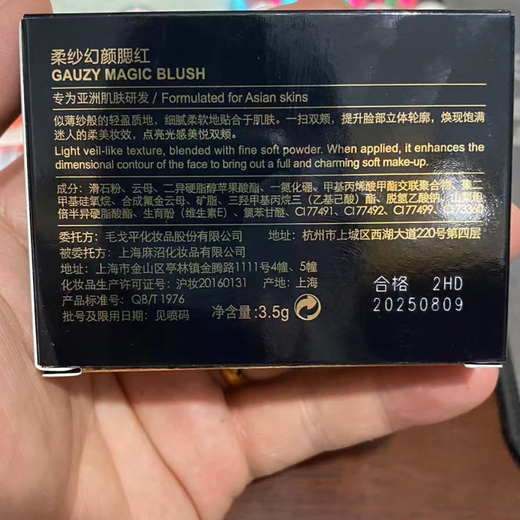 柔纱幻颜腮红
GAUZY MAGIC BLUSH
专为亚洲肌肤研发 / Formulated for Asian skins
似薄纱般的轻盈质地，细腻柔软地贴合于肌肤。一扫双颊，提升脸部立体轮廓，焕现饱满
迷人的柔美妆效，点亮光感美悦双颊。
Light veil-like texture, blended with fine soft powder. When applied, it enhances the
dimensional contour of the face to bring out a full and charming soft make-up.
成分：滑石粉、云母、二异硬脂醇苹果酸酯、一氮化硼、甲基丙烯酸甲酯交联聚合物、聚二
甲基硅氧烷、合成氟金云母、矿脂、三羟甲基丙烷三（乙基己酸）酯、脱氢乙酸钠、山梨坦
倍半异硬脂酸酯、生育酚（维生素E）、氯苯甘醚、CI 77491、CI 77492、CI 77499、CI 73360
委托方：毛戈平化妆品股份有限公司 地址：杭州市上城区西湖大道220号第四层
被委托方：上海麻沼化妆品有限公司
地址：上海市金山区亭林镇金腾路1111号4幢、5幢
化妆品生产许可证号：沪妆20160131 产地：上海
产品标准号：QB/T 1976
批号及限用日期：见喷码 净含量：3.5g
合格 2HD
20250809